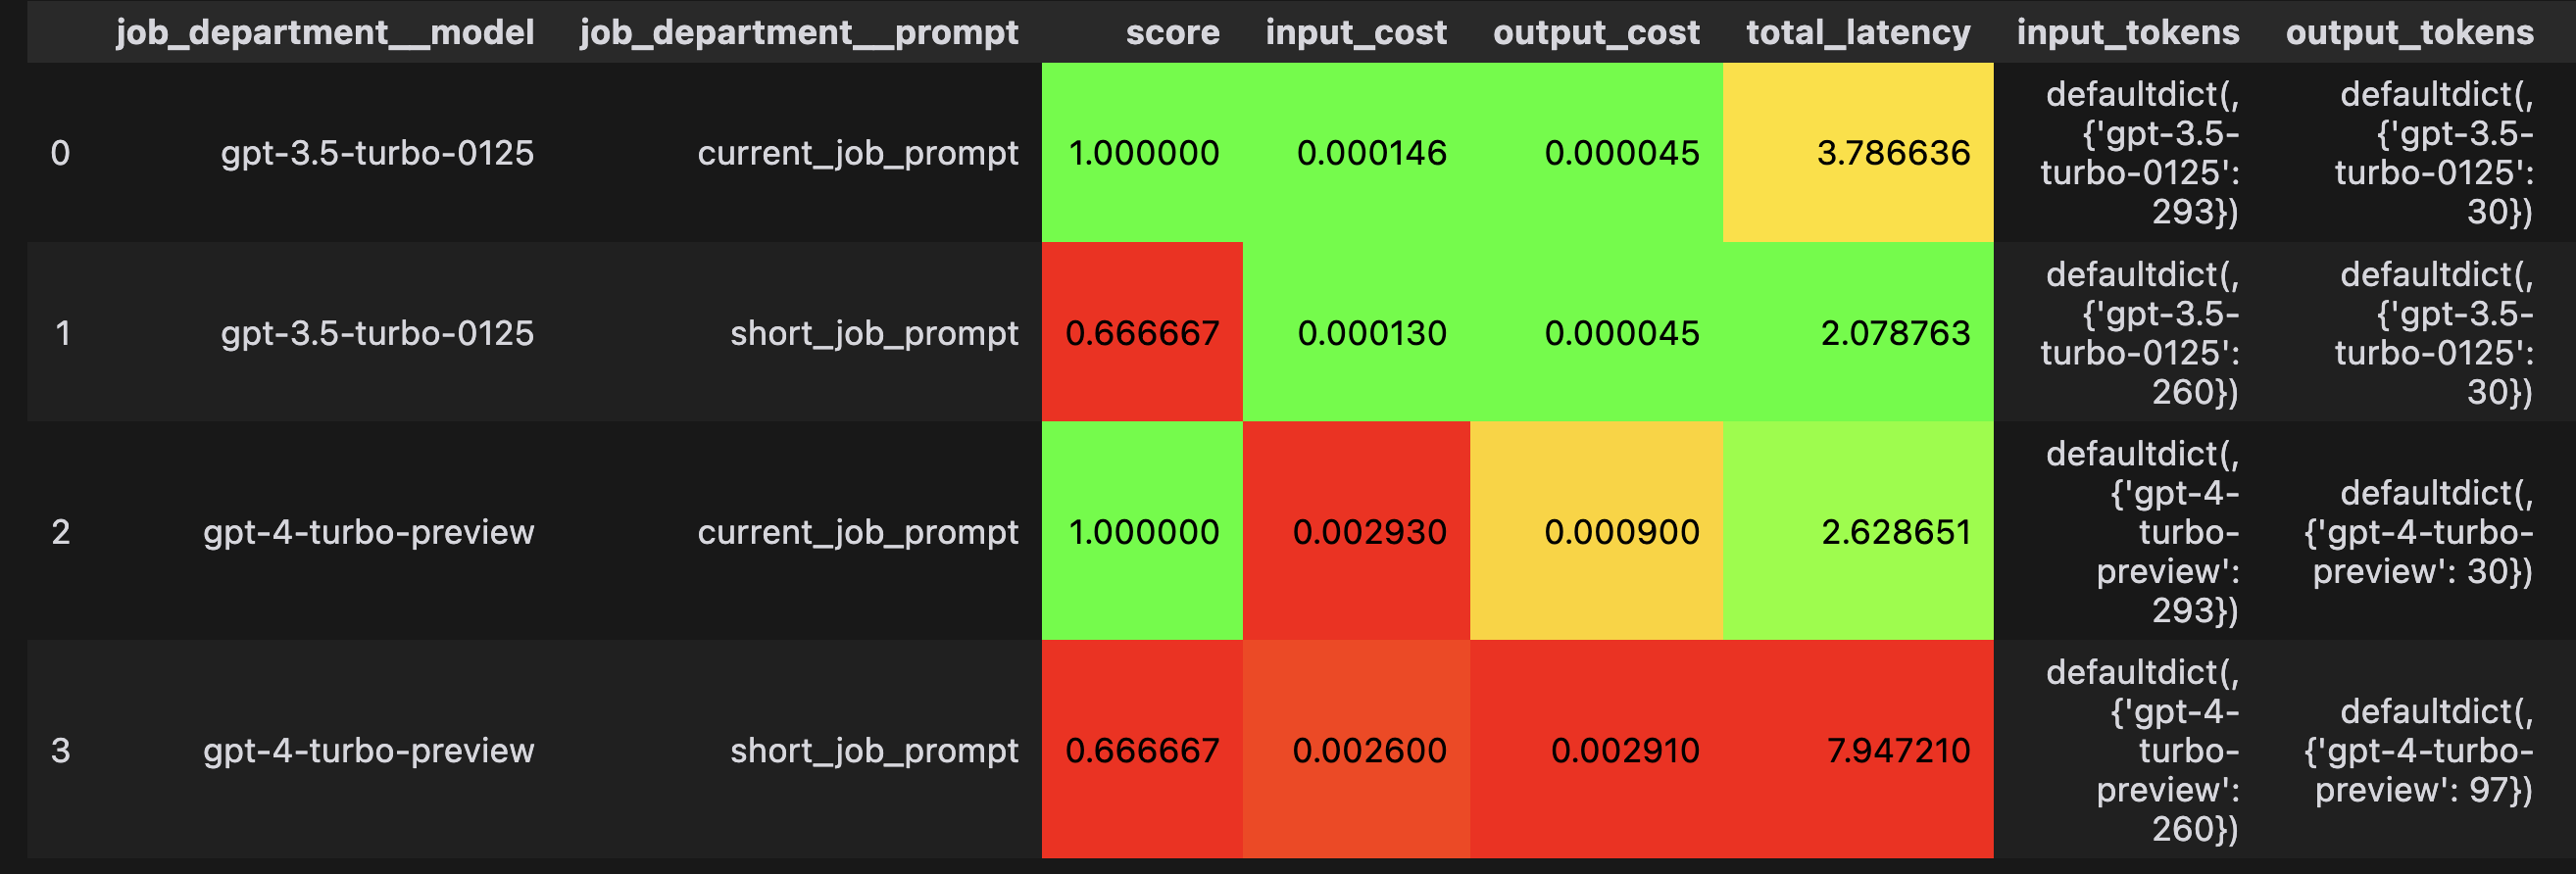 job_department__model job_department__prompt score input_cost output_cost total_latency input_tokens output_tokens
0 gpt-3.5-turbo-0125 current_job_prompt 1.000000 0.000146 0.000045 3.786636 defaultdict(, {'gpt-3.5-turbo-0125': 293}) defaultdict(, {'gpt-3.5-turbo-0125': 30})
1 gpt-3.5-turbo-0125 short_job_prompt 0.666667 0.000130 0.000045 2.078763 defaultdict(, {'gpt-3.5-turbo-0125': 260}) defaultdict(, {'gpt-3.5-turbo-0125': 30})
2 gpt-4-turbo-preview current_job_prompt 1.000000 0.002930 0.000900 2.628651 defaultdict(, {'gpt-4-turbo-preview': 293}) defaultdict(, {'gpt-4-turbo-preview': 30})
3 gpt-4-turbo-preview short_job_prompt 0.666667 0.002600 0.002910 7.947210 defaultdict(, {'gpt-4-turbo-preview': 260}) defaultdict(, {'gpt-4-turbo-preview': 97})